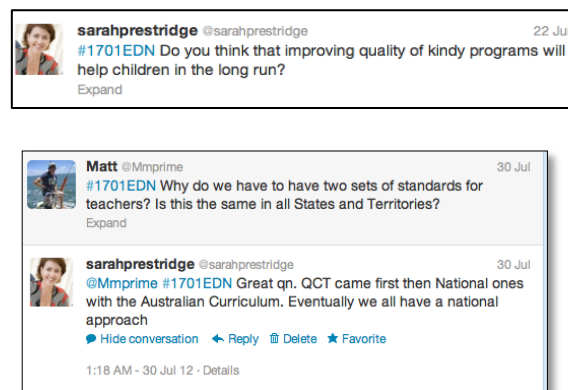 sarahprestridge @sarahprestridge 22 Jul
#1701EDN Do you think that improving quality of kindy programs will
help children in the long run?
Expand
Matt @Mmprime 30 Jul
#1701EDN Why do we have to have two sets of standards for
teachers? Is this the same in all States and Territories?
Expand
sarahprestridge @sarahprestridge 30 Jul
@Mmprime #1701EDN Great qn. QCT came first then National ones
with the Australian Curriculum. Eventually we all have a national
approach
Hide conversation Reply Delete Favorite
1:18 AM - 30 Jul 12 · Details